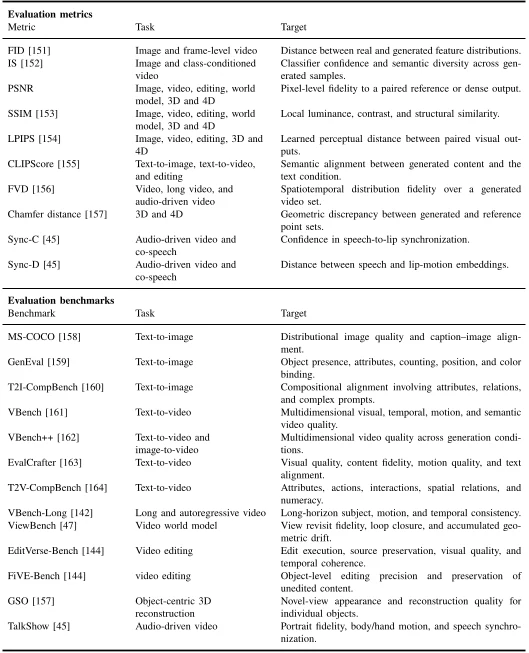 Evaluation metrics
Metric Task Target
FID [151] Image and frame-level video Distance between real and generated feature distributions.
IS [152] Image and class-conditioned Classifier confidence and semantic diversity across gen-
video erated samples.
PSNR Image, video, editing, world Pixel-level fidelity to a paired reference or dense output.
model, 3D and 4D
SSIM [153] Image, video, editing, world Local luminance, contrast, and structural similarity.
model, 3D and 4D
LPIPS [154] Image, video, editing, 3D and Learned perceptual distance between paired visual out-
4D puts.
CLIPScore [155] Text-to-image, text-to-video, Semantic alignment between generated content and the
and editing text condition.
FVD [156] Video, long video, and Spatiotemporal distribution fidelity over a generated
audio-driven video video set.
Chamfer distance [157] 3D and 4D Geometric discrepancy between generated and reference
point sets.
Sync-C [45] Audio-driven video and Confidence in speech-to-lip synchronization.
co-speech
Sync-D [45] Audio-driven video and Distance between speech and lip-motion embeddings.
co-speech
Evaluation benchmarks
Benchmark Task Target
MS-COCO [158] Text-to-image Distributional image quality and caption–image align-
ment.
GenEval [159] Text-to-image Object presence, attributes, counting, position, and color
binding.
T2I-CompBench [160] Text-to-image Compositional alignment involving attributes, relations,
and complex prompts.
VBench [161] Text-to-video Multidimensional visual, temporal, motion, and semantic
video quality.
VBench++ [162] Text-to-video and Multidimensional video quality across generation condi-
image-to-video tions.
EvalCrafter [163] Text-to-video Visual quality, content fidelity, motion quality, and text
alignment.
T2V-CompBench [164] Text-to-video Attributes, actions, interactions, spatial relations, and
numeracy.
VBench-Long [142] Long and autoregressive video Long-horizon subject, motion, and temporal consistency.
ViewBench [47] Video world model View revisit fidelity, loop closure, and accumulated geo-
metric drift.
EditVerse-Bench [144] Video editing Edit execution, source preservation, visual quality, and
temporal coherence.
FiVE-Bench [144] video editing Object-level editing precision and preservation of
unedited content.
GSO [157] Object-centric 3D Novel-view appearance and reconstruction quality for
reconstruction individual objects.
TalkShow [45] Audio-driven video Portrait fidelity, body/hand motion, and speech synchro-
nization.